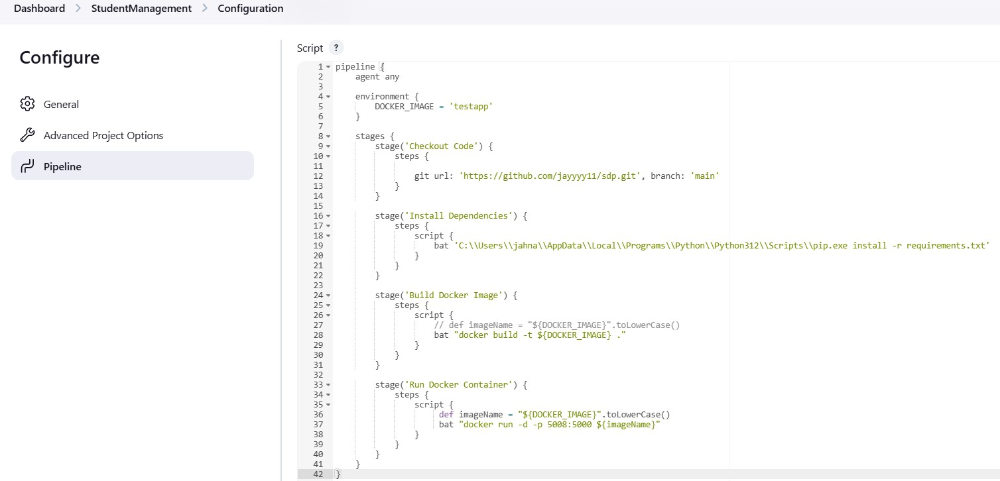 Dashboard > StudentManagement > Configuration
Configure
General
Advanced Project Options
Pipeline
Script ?
1 pipeline {
2     agent any
3
4     environment {
5         DOCKER_IMAGE = 'testapp'
6     }
7
8     stages {
9         stage('Checkout Code') {
10             steps {
11
12                 git url: 'https://github.com/jayyyy11/sdp.git', branch: 'main'
13             }
14         }
15
16         stage('Install Dependencies') {
17             steps {
18                 script {
19                     bat 'C:\\Users\\jahna\\AppData\\Local\\Programs\\Python\\Python312\\Scripts\\pip.exe install -r requirements.txt'
20                 }
21             }
22         }
23
24         stage('Build Docker Image') {
25             steps {
26                 script {
27                     // def imageName = "${DOCKER_IMAGE}".toLowerCase()
28                     bat "docker build -t ${DOCKER_IMAGE} ."
29                 }
30             }
31         }
32
33         stage('Run Docker Container') {
34             steps {
35                 script {
36                      def imageName = "${DOCKER_IMAGE}".toLowerCase()
37                      bat "docker run -d -p 5008:5000 ${imageName}"
38                 }
39             }
40         }
41     }
42 }